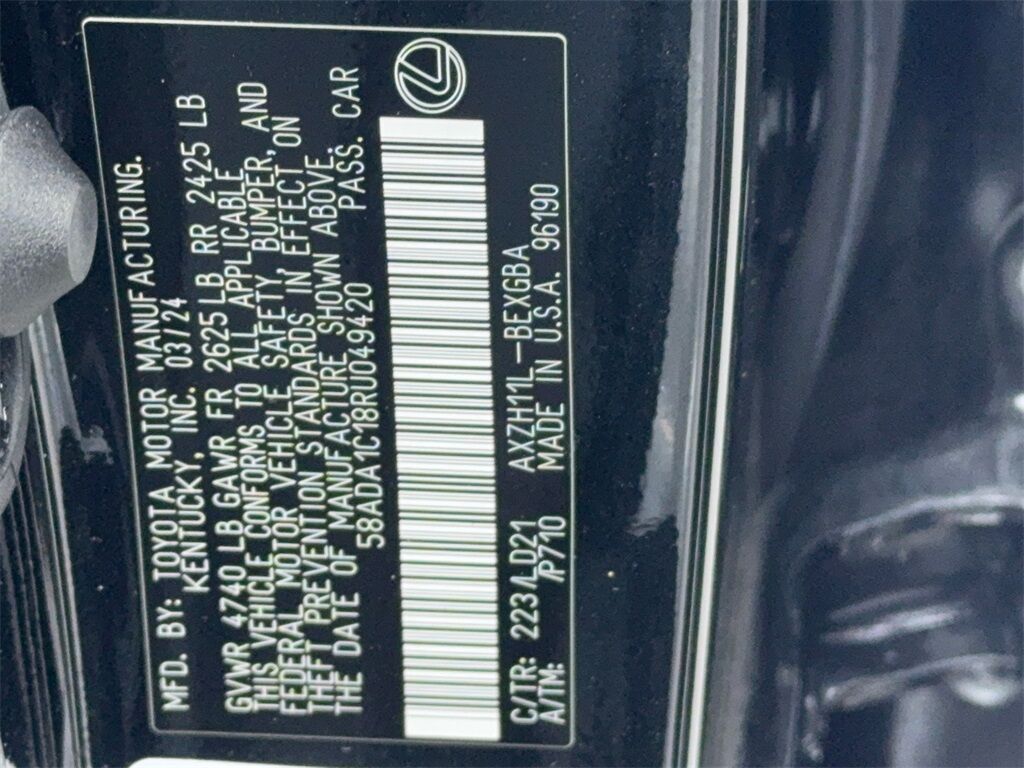 MFD. BY: TOYOTA MOTOR MANUFACTURING.
KENTUCKY, INC. 03/24
GVWR 4740 LB GAWR FR 2625 LB RR 2425 LB
THIS VEHICLE CONFORMS TO ALL APPLICABLE
FEDERAL MOTOR VEHICLE SAFETY, BUMPER, AND
THEFT PREVENTION STANDARDS IN EFFECT ON
THE DATE OF MANUFACTURE SHOWN ABOVE.
58ADA1C18RU049420 PASS. CAR
C/TR: 223/LD21 AXZH11L-BEXGBA
A/TM: /P710 MADE IN U.S.A. 96190